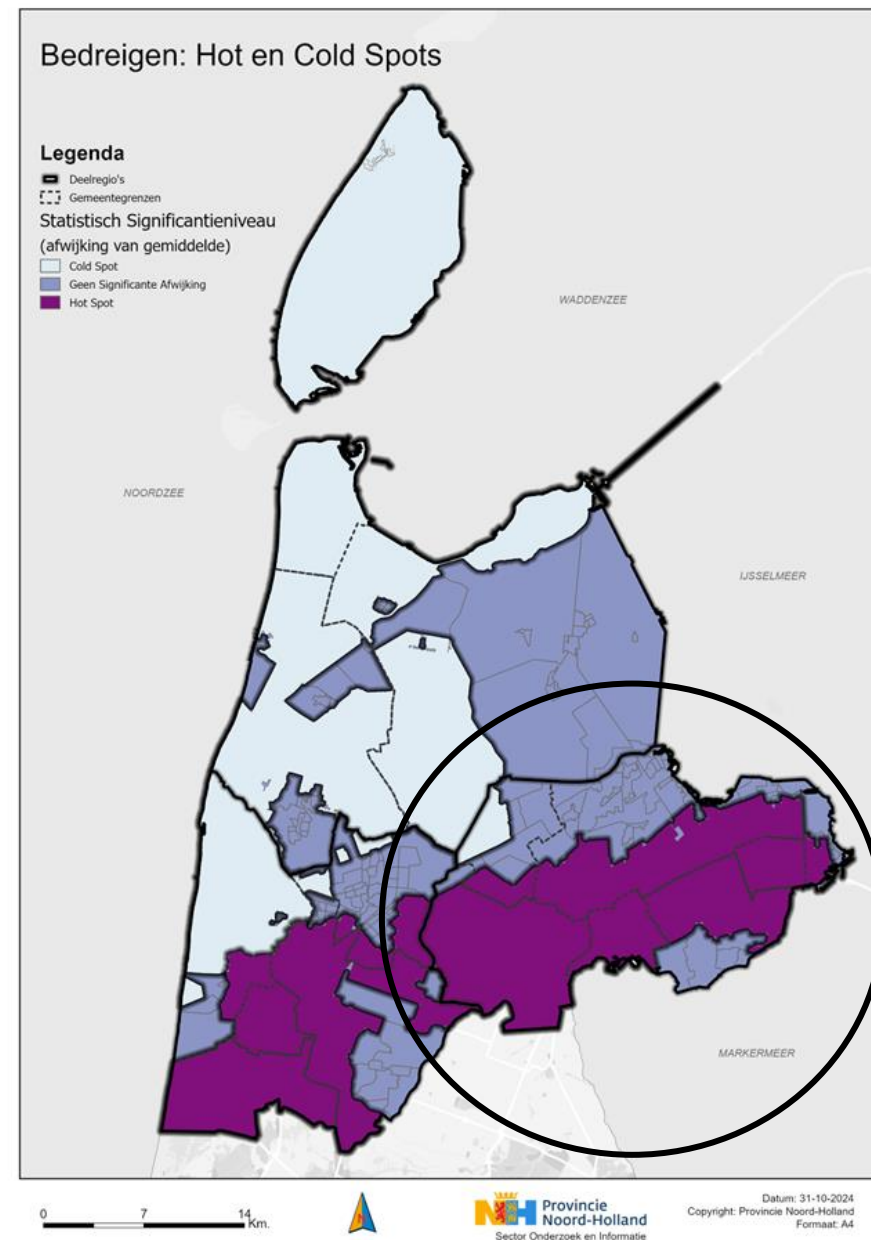 Bedreigen: Hot en Cold Spots
Legenda
Deelregio's
Gemeentegrenzen
Statistisch Significantieniveau
(afwijking van gemiddelde)
Cold Spot
Geen Significante Afwijking
Hot Spot
WADDENZEE
NOORDZEE
IJSSELMEER
MARKERMEER
0 7 14
Km.
N
NH Provincie
Noord-Holland
Sector Onderzoek en Informatie
Datum: 31-10-2024
Copyright: Provincie Noord-Holland
Formaat: A4